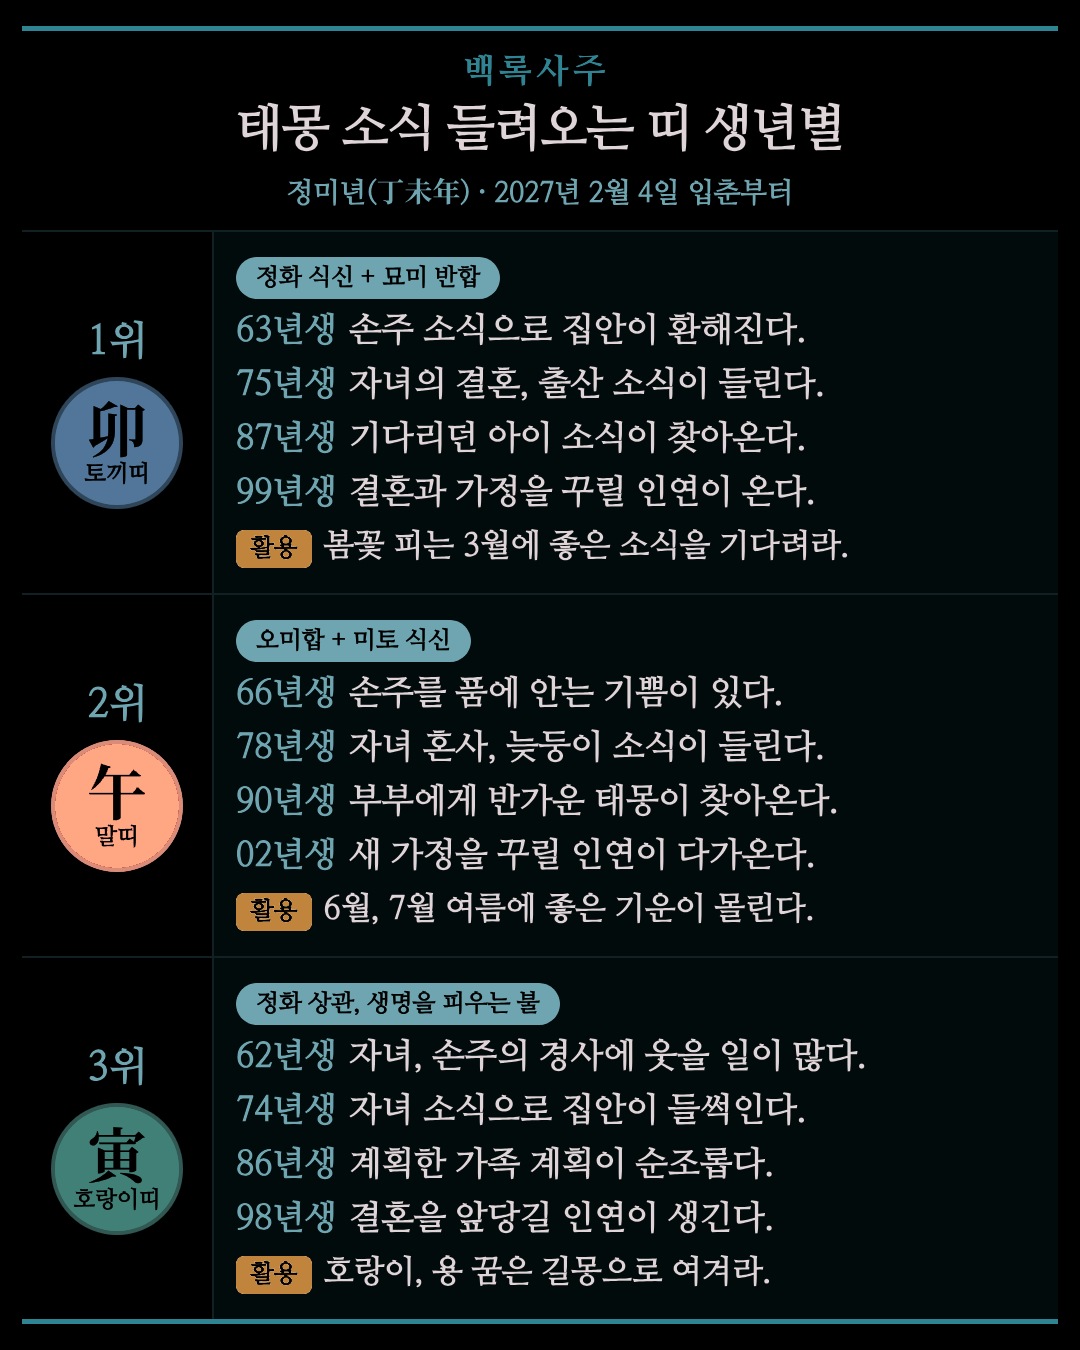 백록사주
태몽 소식 들려오는 띠 생년별
정미년(丁未年) · 2027년 2월 4일 입춘부터
1위
卯
토끼띠
정화 식신 + 묘미 반합
63년생 손주 소식으로 집안이 환해진다.
75년생 자녀의 결혼, 출산 소식이 들린다.
87년생 기다리던 아이 소식이 찾아온다.
99년생 결혼과 가정을 꾸릴 인연이 온다.
활용 봄꽃 피는 3월에 좋은 소식을 기다려라.
2위
午
말띠
오미합 + 미토 식신
66년생 손주를 품에 안는 기쁨이 있다.
78년생 자녀 혼사, 늦둥이 소식이 들린다.
90년생 부부에게 반가운 태몽이 찾아온다.
02년생 새 가정을 꾸릴 인연이 다가온다.
활용 6월, 7월 여름에 좋은 기운이 몰린다.
3위
寅
호랑이띠
정화 상관, 생명을 피우는 불
62년생 자녀, 손주의 경사에 웃을 일이 많다.
74년생 자녀 소식으로 집안이 들썩인다.
86년생 계획한 가족 계획이 순조롭다.
98년생 결혼을 앞당길 인연이 생긴다.
활용 호랑이, 용 꿈은 길몽으로 여겨라.